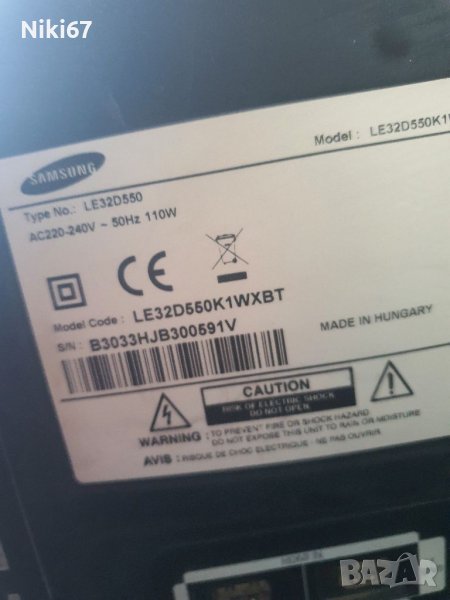 Niki67
SAMSUNG
Model : LE32D550K1
Type No.: LE32D550
AC220-240V ~ 50Hz 110W
CE
Model Code : LE32D550K1WXBT
S/N : B3033HJB300591V
MADE IN HUNGARY
CAUTION
RISK OF ELECTRIC SHOCK
DO NOT OPEN
WARNING : TO PREVENT FIRE OR SHOCK HAZARD
DO NOT EXPOSE THIS UNIT TO RAIN OR MOISTURE
AVIS : RISQUE DE CHOC ELECTRIQUE - NE PAS OUVRIR.
BAZAR